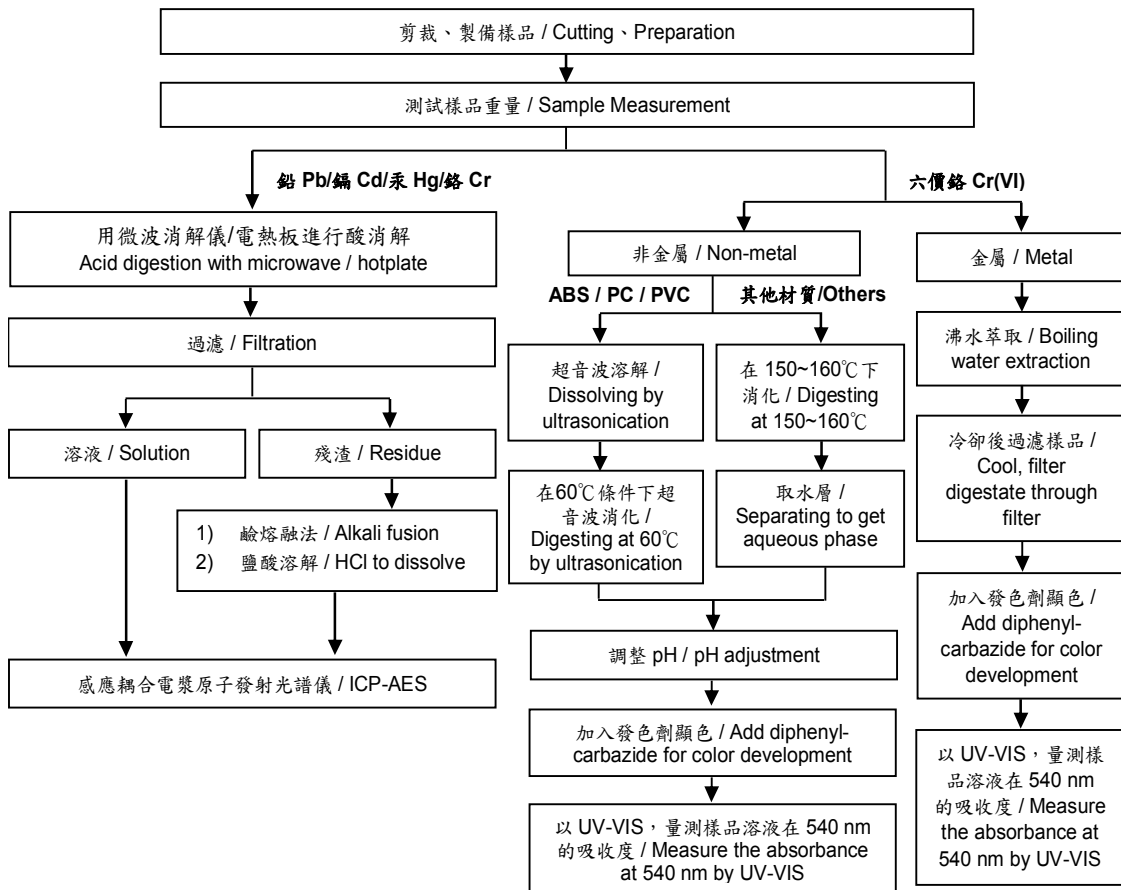 剪裁、製備樣品 / Cutting、Preparation
測試樣品重量 / Sample Measurement
鉛 Pb/鎘 Cd/汞 Hg/鉻 Cr
六價鉻 Cr(VI)
用微波消解儀/電熱板進行酸消解
Acid digestion with microwave / hotplate
過濾 / Filtration
溶液 / Solution
殘渣 / Residue
1) 鹼熔融法 / Alkali fusion
2) 鹽酸溶解 / HCl to dissolve
感應耦合電漿原子發射光譜儀 / ICP-AES
非金屬 / Non-metal
ABS / PC / PVC
其他材質/Others
超音波溶解 /
Dissolving by
ultrasonication
在60℃條件下超
音波消化 /
Digesting at 60℃
by ultrasonication
在 150~160℃下
消化 / Digesting
at 150~160℃
取水層 /
Separating to get
aqueous phase
調整 pH / pH adjustment
加入發色劑顯色 / Add diphenyl-
carbazide for color development
以 UV-VIS，量測樣品溶液在 540 nm
的吸收度 / Measure the absorbance
at 540 nm by UV-VIS
金屬 / Metal
沸水萃取 / Boiling
water extraction
冷卻後過濾樣品 /
Cool, filter
digestate through
filter
加入發色劑顯色 /
Add diphenyl-
carbazide for color
development
以 UV-VIS，量測樣
品溶液在 540 nm
的吸收度 / Measure
the absorbance at
540 nm by UV-VIS